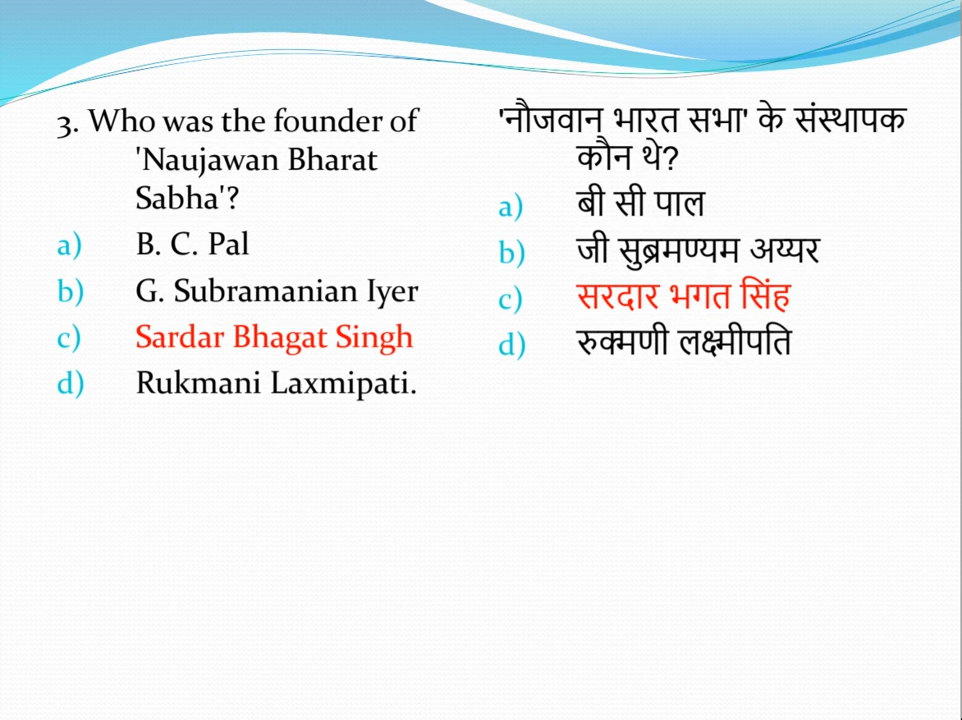 3. Who was the founder of
'Naujawan Bharat
Sabha'?
a) B. C. Pal
b) G. Subramanian Iyer
c) Sardar Bhagat Singh
d) Rukmani Laxmipati.
'नौजवान भारत सभा' के संस्थापक
कौन थे?
a) बी सी पाल
b) जी सुब्रमण्यम अय्यर
c) सरदार भगत सिंह
d) रुक्मणी लक्ष्मीपति